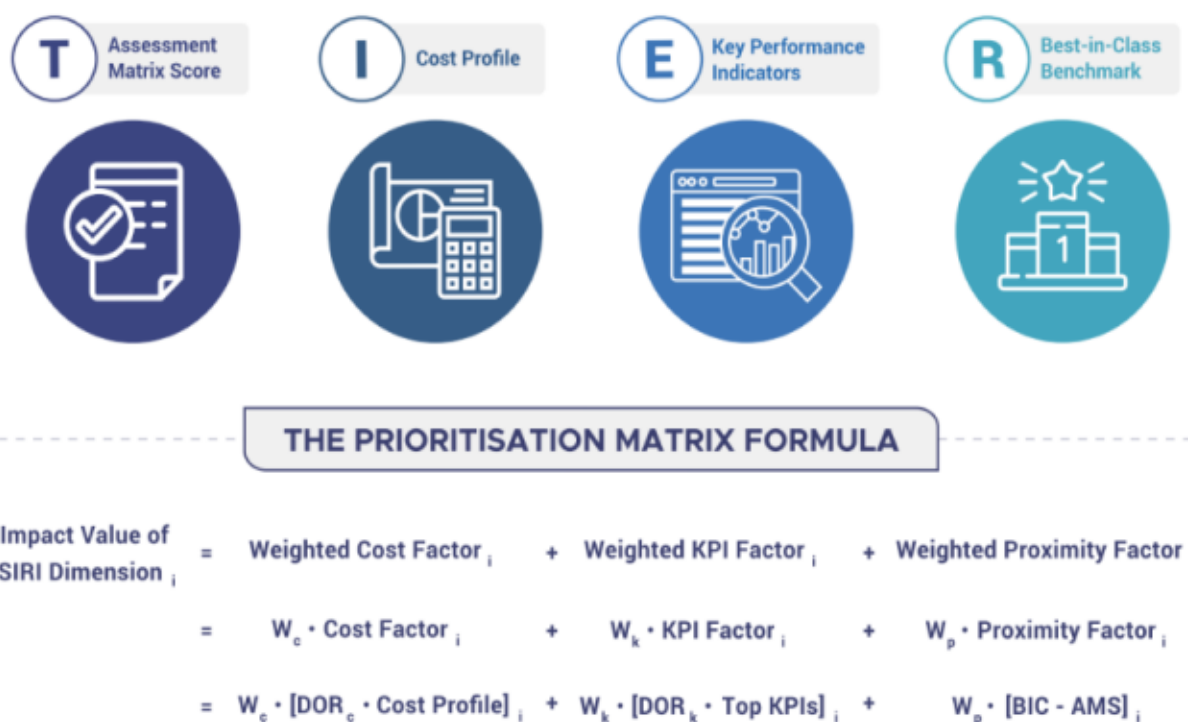 T
Assessment
Matrix Score
I
Cost Profile
E
Key Performance
Indicators
R
Best-in-Class
Benchmark
1
THE PRIORITISATION MATRIX FORMULA
Impact Value of
SIRI Dimension i
= Weighted Cost Factor i + Weighted KPI Factor i + Weighted Proximity Factor
= Wc · Cost Factor i + Wk · KPI Factor i + Wp · Proximity Factor i
= Wc · [DORc · Cost Profile] i + Wk · [DORk · Top KPIs] i + Wp · [BIC - AMS] i